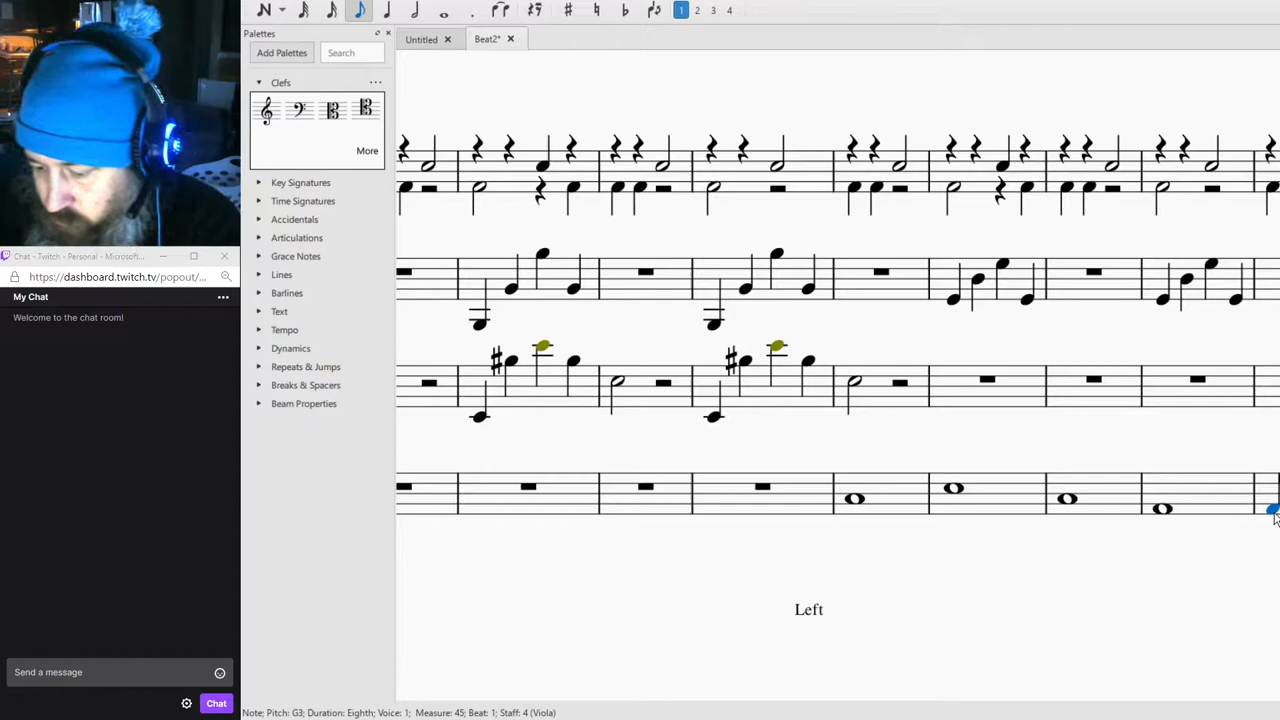 1 2 3 4
Palettes
Untitled
Beat2*
Add Palettes
Search
Clefs
More
Key Signatures
Time Signatures
Accidentals
Articulations
Grace Notes
Lines
Barlines
Text
Tempo
Dynamics
Repeats & Jumps
Breaks & Spacers
Beam Properties
Chat - Twitch - Personal - Microsoft...
https://dashboard.twitch.tv/popout/...
My Chat
Welcome to the chat room!
Left
Send a message
Chat
Note; Pitch: G3; Duration: Eighth; Voice: 1; Measure: 45; Beat: 1; Staff: 4 (Viola)